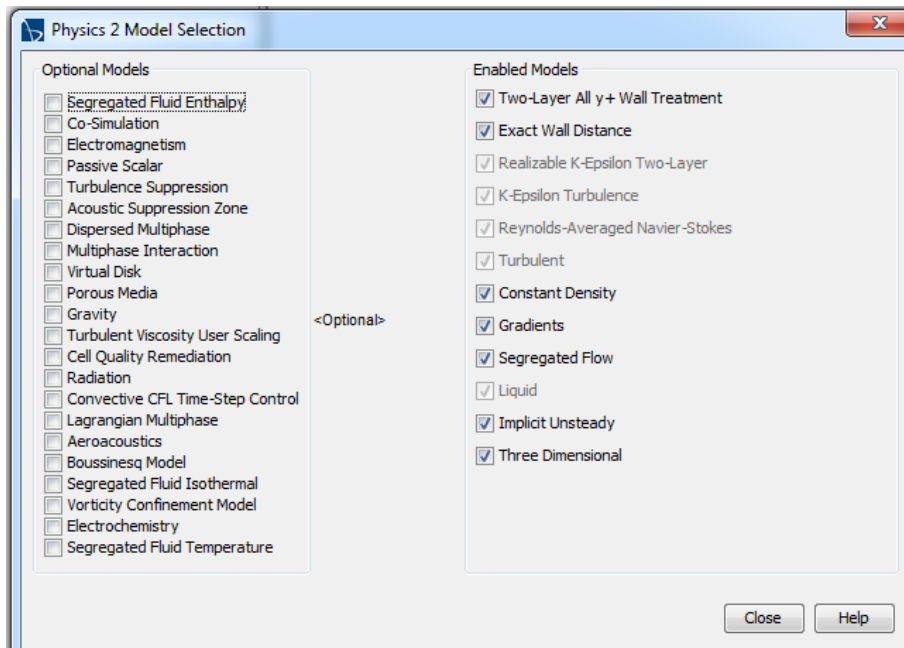 Physics 2 Model Selection
Optional Models
Segregated Fluid Enthalpy
Co-Simulation
Electromagnetism
Passive Scalar
Turbulence Suppression
Acoustic Suppression Zone
Dispersed Multiphase
Multiphase Interaction
Virtual Disk
Porous Media
Gravity
Turbulent Viscosity User Scaling
Cell Quality Remediation
Radiation
Convective CFL Time-Step Control
Lagrangian Multiphase
Aeroacoustics
Boussinesq Model
Segregated Fluid Isothermal
Vorticity Confinement Model
Electrochemistry
Segregated Fluid Temperature
<Optional>
Enabled Models
Two-Layer All y+ Wall Treatment
Exact Wall Distance
Realizable K-Epsilon Two-Layer
K-Epsilon Turbulence
Reynolds-Averaged Navier-Stokes
Turbulent
Constant Density
Gradients
Segregated Flow
Liquid
Implicit Unsteady
Three Dimensional
Close Help